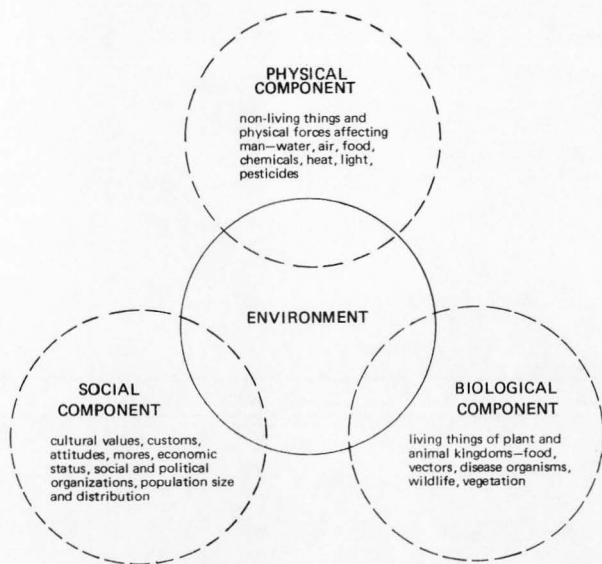 PHYSICAL
COMPONENT
non-living things and
physical forces affecting
man—water, air, food,
chemicals, heat, light,
pesticides
ENVIRONMENT
SOCIAL
COMPONENT
cultural values, customs,
attitudes, mores, economic
status, social and political
organizations, population size
and distribution
BIOLOGICAL
COMPONENT
living things of plant and
animal kingdoms—food,
vectors, disease organisms,
wildlife, vegetation